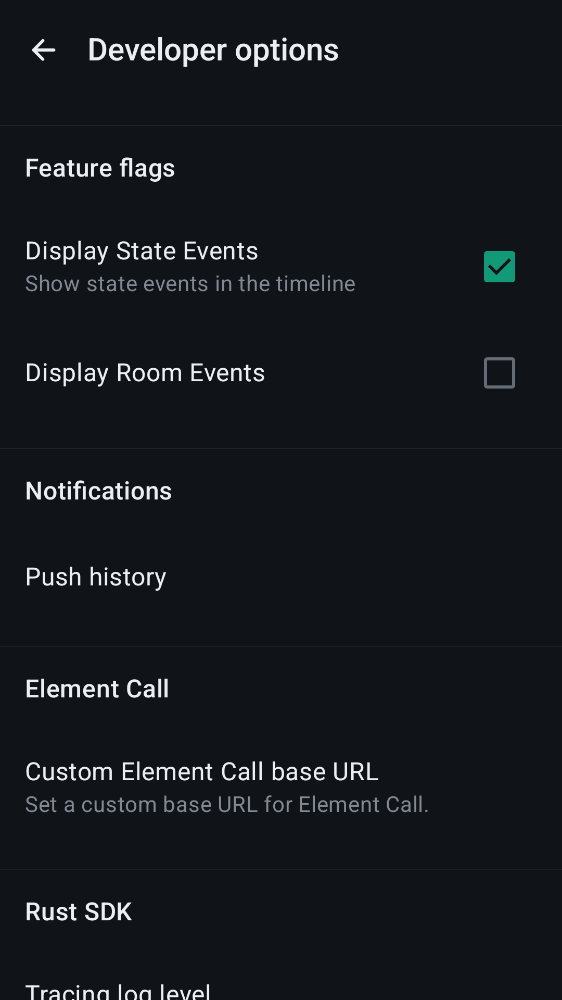 Developer options
Feature flags
Display State Events
Show state events in the timeline
Display Room Events
Notifications
Push history
Element Call
Custom Element Call base URL
Set a custom base URL for Element Call.
Rust SDK
Tracing log level